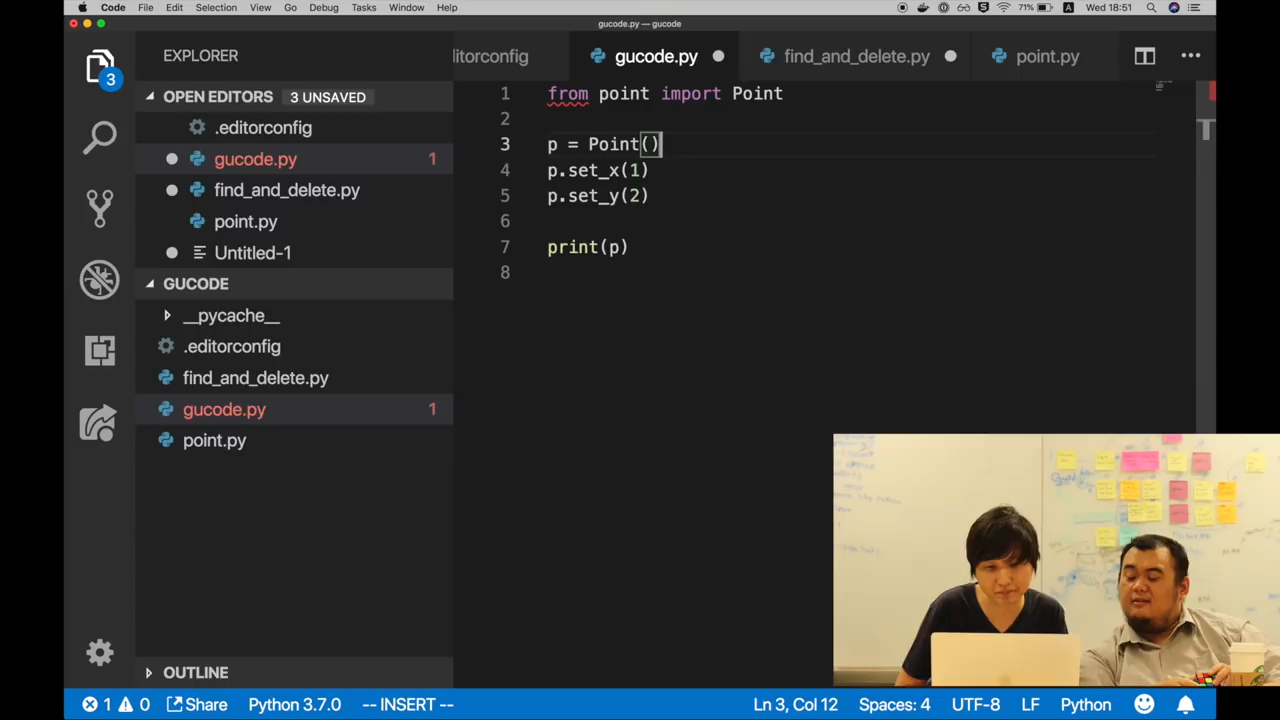 Code File Edit Selection View Go Debug Tasks Window Help 71% A Wed 18:51
gucode.py — gucode
EXPLORER
ditorconfig gucode.py find_and_delete.py point.py
OPEN EDITORS 3 UNSAVED
.editorconfig
gucode.py 1
find_and_delete.py
point.py
Untitled-1
GUCODE
__pycache__
.editorconfig
find_and_delete.py
gucode.py 1
point.py
OUTLINE
3
1 from point import Point
2
3 p = Point()
4 p.set_x(1)
5 p.set_y(2)
6
7 print(p)
8
1 0 Share Python 3.7.0 -- INSERT -- Ln 3, Col 12 Spaces: 4 UTF-8 LF Python